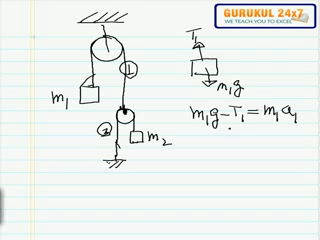 GURUKUL 24x7
WE TEACH YOU TO EXCEL
T₁
①
m₁g
m₁
m₁g - T₁ = m₁a₁
②
m₂